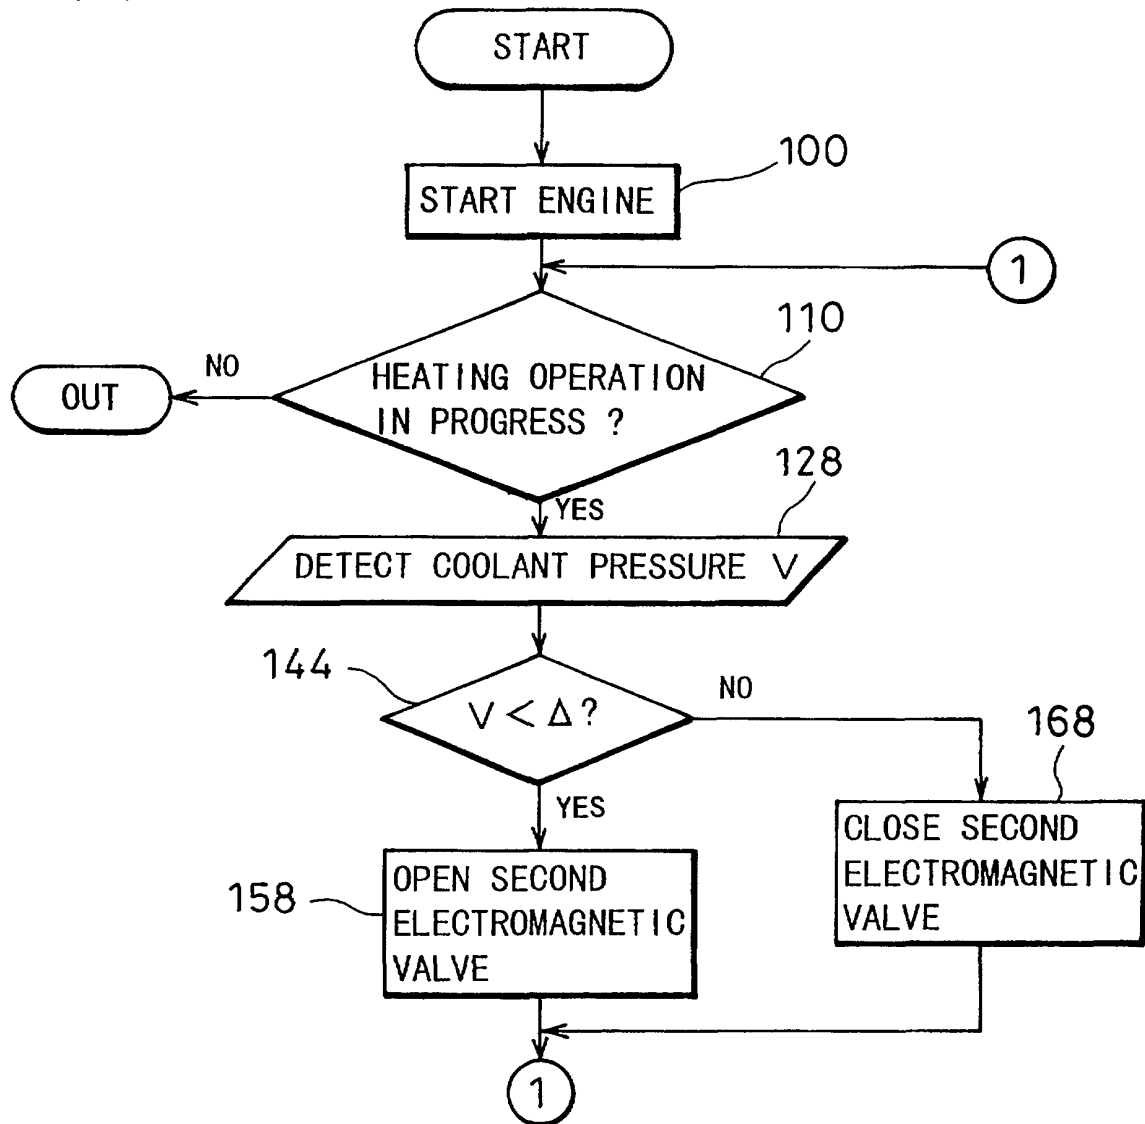 START
100
START ENGINE
1
110
HEATING OPERATION
IN PROGRESS ?
NO
OUT
YES
128
DETECT COOLANT PRESSURE V
144
V < Δ?
NO
168
YES
CLOSE SECOND
ELECTROMAGNETIC
VALVE
158
OPEN SECOND
ELECTROMAGNETIC
VALVE
1